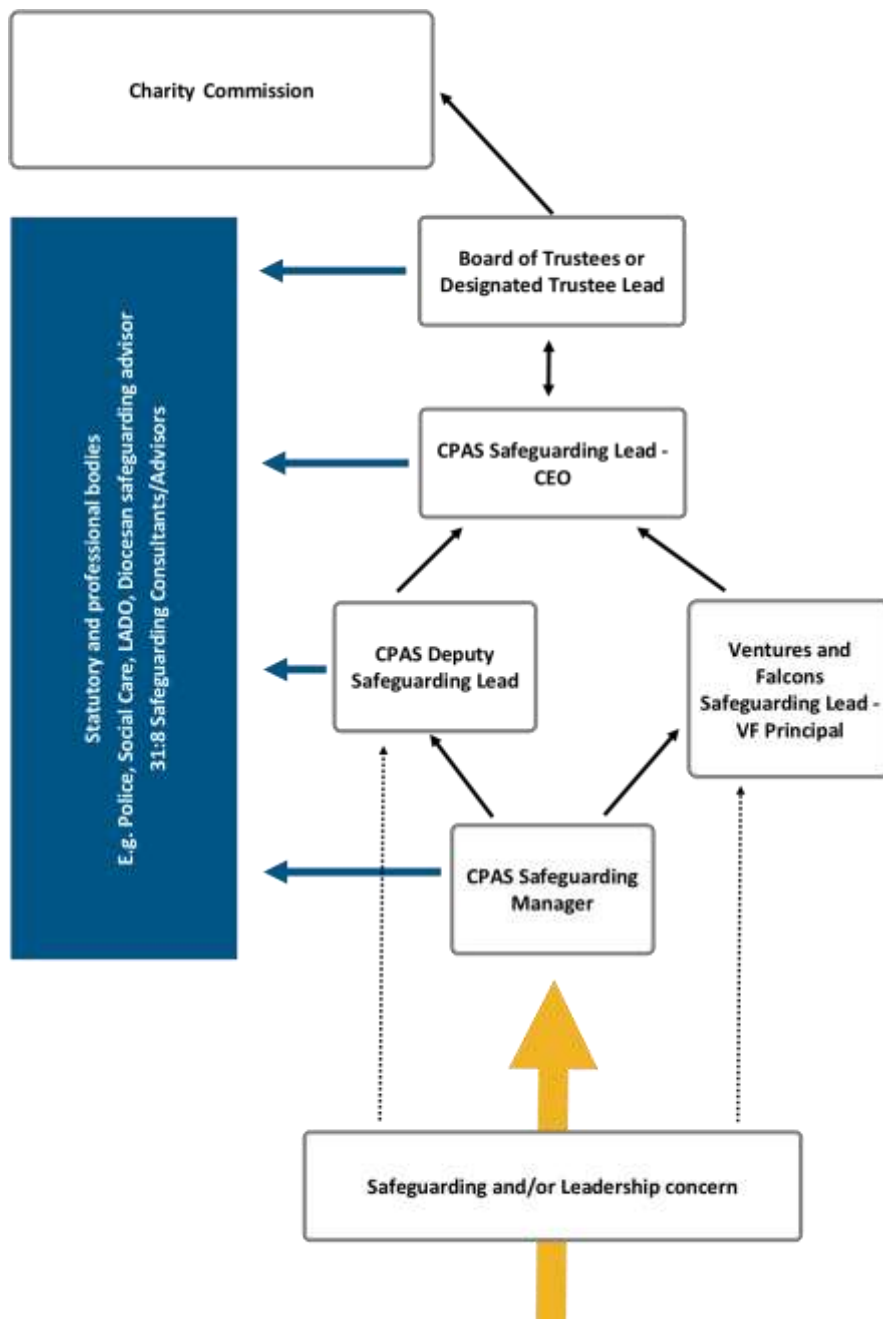 Charity Commission
Board of Trustees or
Designated Trustee Lead
CPAS Safeguarding Lead -
CEO
Statutory and professional bodies
E.g. Police, Social Care, LADO, Diocesan safeguarding advisor
31:8 Safeguarding Consultants/Advisors
CPAS Deputy
Safeguarding Lead
Ventures and
Falcons
Safeguarding Lead -
VF Principal
CPAS Safeguarding
Manager
Safeguarding and/or Leadership concern